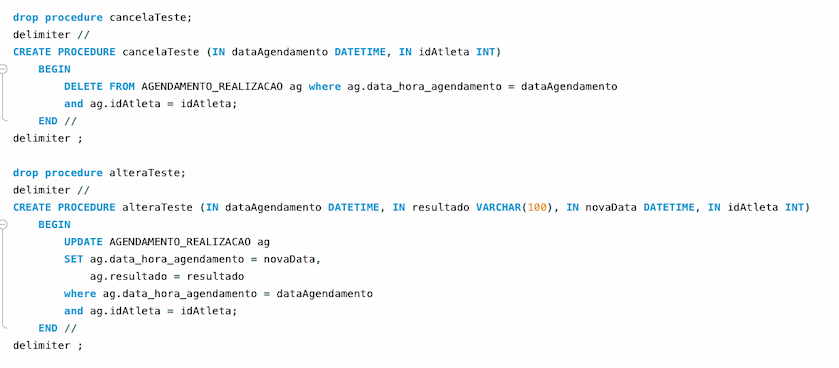 drop procedure cancelaTeste;
delimiter //
CREATE PROCEDURE cancelaTeste (IN dataAgendamento DATETIME, IN idAtleta INT)
    BEGIN
        DELETE FROM AGENDAMENTO_REALIZACAO ag where ag.data_hora_agendamento = dataAgendamento
        and ag.idAtleta = idAtleta;
    END //
delimiter ;

drop procedure alteraTeste;
delimiter //
CREATE PROCEDURE alteraTeste (IN dataAgendamento DATETIME, IN resultado VARCHAR(100), IN novaData DATETIME, IN idAtleta INT)
    BEGIN
        UPDATE AGENDAMENTO_REALIZACAO ag
        SET ag.data_hora_agendamento = novaData,
            ag.resultado = resultado
        where ag.data_hora_agendamento = dataAgendamento
        and ag.idAtleta = idAtleta;
    END //
delimiter ;